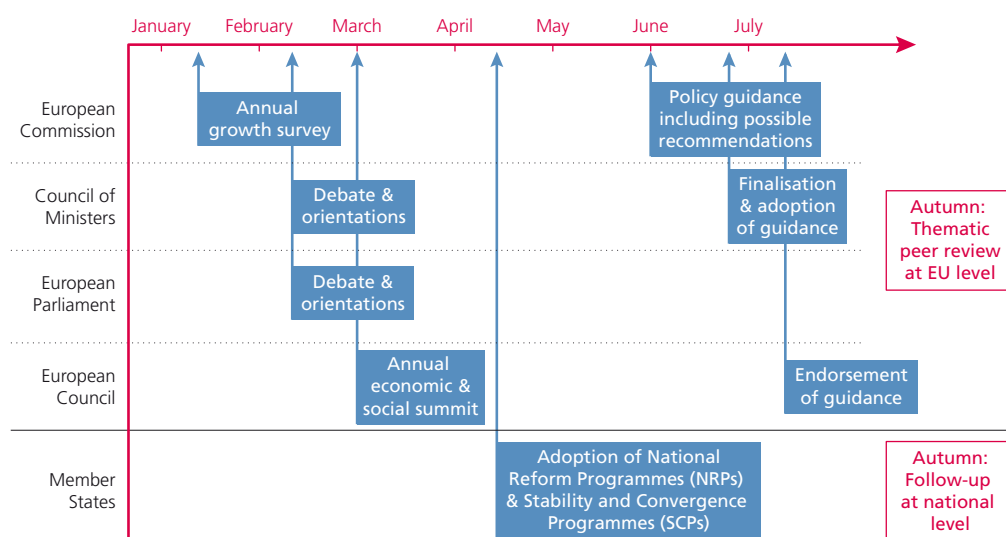 January February March April May June July
European
Commission
Annual
growth survey
Policy guidance
including possible
recommendations
Council of
Ministers
Debate &
orientations
Finalisation
& adoption
of guidance
Autumn:
Thematic
peer review
at EU level
European
Parliament
Debate &
orientations
European
Council
Annual
economic &
social summit
Endorsement
of guidance
Member
States
Adoption of National
Reform Programmes (NRPs)
& Stability and Convergence
Programmes (SCPs)
Autumn:
Follow-up
at national
level